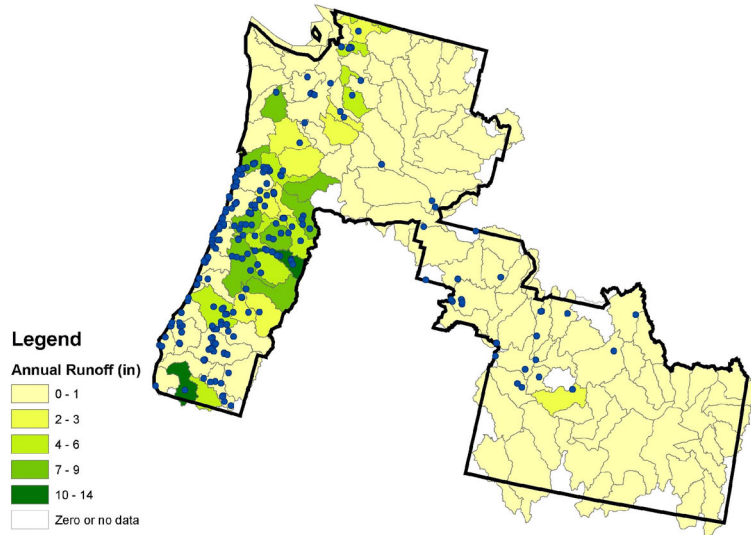 Legend
Annual Runoff (in)
0 - 1
2 - 3
4 - 6
7 - 9
10 - 14
Zero or no data